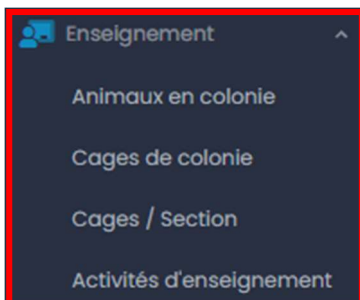 Enseignement
Animaux en colonie
Cages de colonie
Cages / Section
Activités d'enseignement